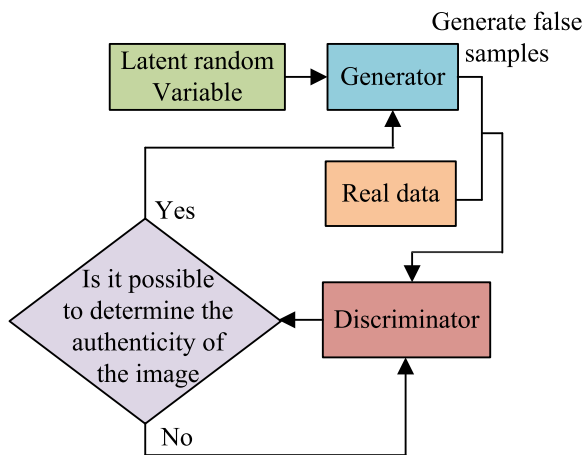 Generate false
samples
Latent random
Variable
Generator
Real data
Yes
Is it possible
to determine the
authenticity of
the image
Discriminator
No